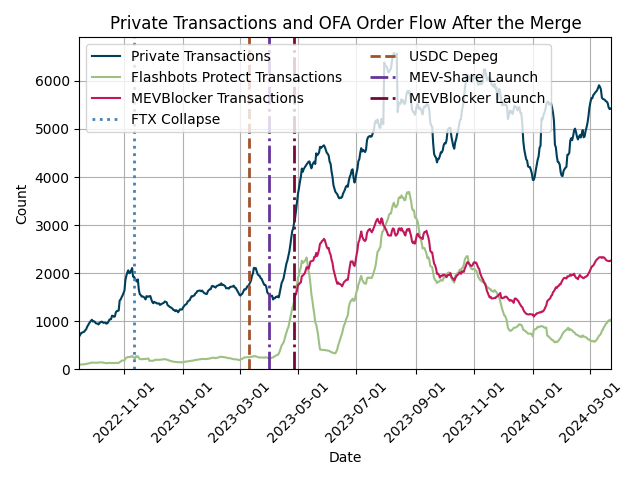 Private Transactions and OFA Order Flow After the Merge
Private Transactions
Flashbots Protect Transactions
MEVBlocker Transactions
FTX Collapse
USDC Depeg
MEV-Share Launch
MEVBlocker Launch
Count
6000
5000
4000
3000
2000
1000
0
2022-11-01
2023-01-01
2023-03-01
2023-05-01
2023-07-01
2023-09-01
2023-11-01
2024-01-01
2024-03-01
Date